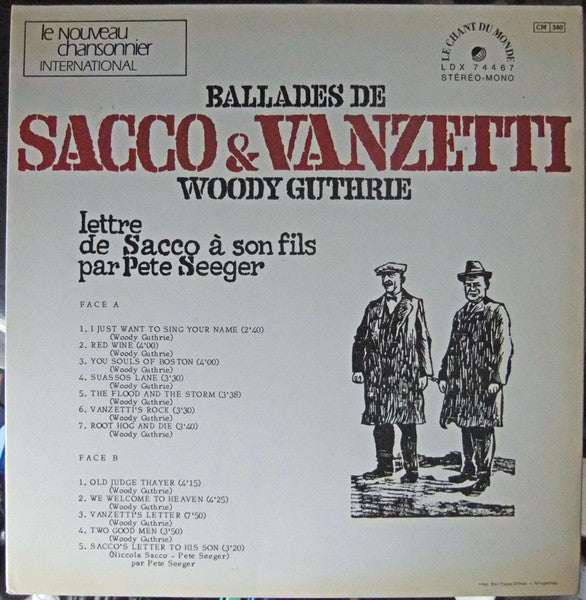 le NOUVEAU
chansonnier
INTERNATIONAL
LE CHANT DU MONDE
LDX 74467
STÉRÉO-MONO
CM 340
BALLADES DE
SACCO & VANZETTI
WOODY GUTHRIE
lettre
de Sacco à son fils
par Pete Seeger
FACE A
1. I JUST WANT TO SING YOUR NAME (2'40)
(Woody Guthrie)
2. RED WINE (4'00)
(Woody Guthrie)
3. YOU SOULS OF BOSTON (4'00)
(Woody Guthrie)
4. SUASSOS LANE (3'30)
(Woody Guthrie)
5. THE FLOOD AND THE STORM (3'38)
(Woody Guthrie)
6. VANZETTI'S ROCK (3'30)
(Woody Guthrie)
7. ROOT HOG AND DIE (3'40)
(Woody Guthrie)
FACE B
1. OLD JUDGE THAYER (4'15)
(Woody Guthrie)
2. WE WELCOME TO HEAVEN (4'25)
(Woody Guthrie)
3. VANZETTI'S LETTER (7'50)
(Woody Guthrie)
4. TWO GOOD MEN (3'50)
(Woody Guthrie)
5. SACCO'S LETTER TO HIS SON (3'20)
(Niccola Sacco - Pete Seeger)
par Pete Seeger